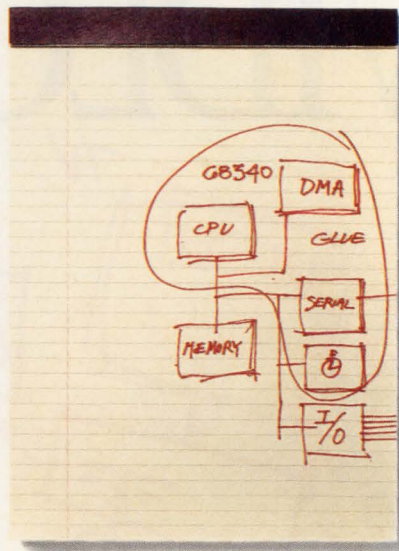 68340
DMA
CPU
GLUE
SERIAL
MEMORY
I/O